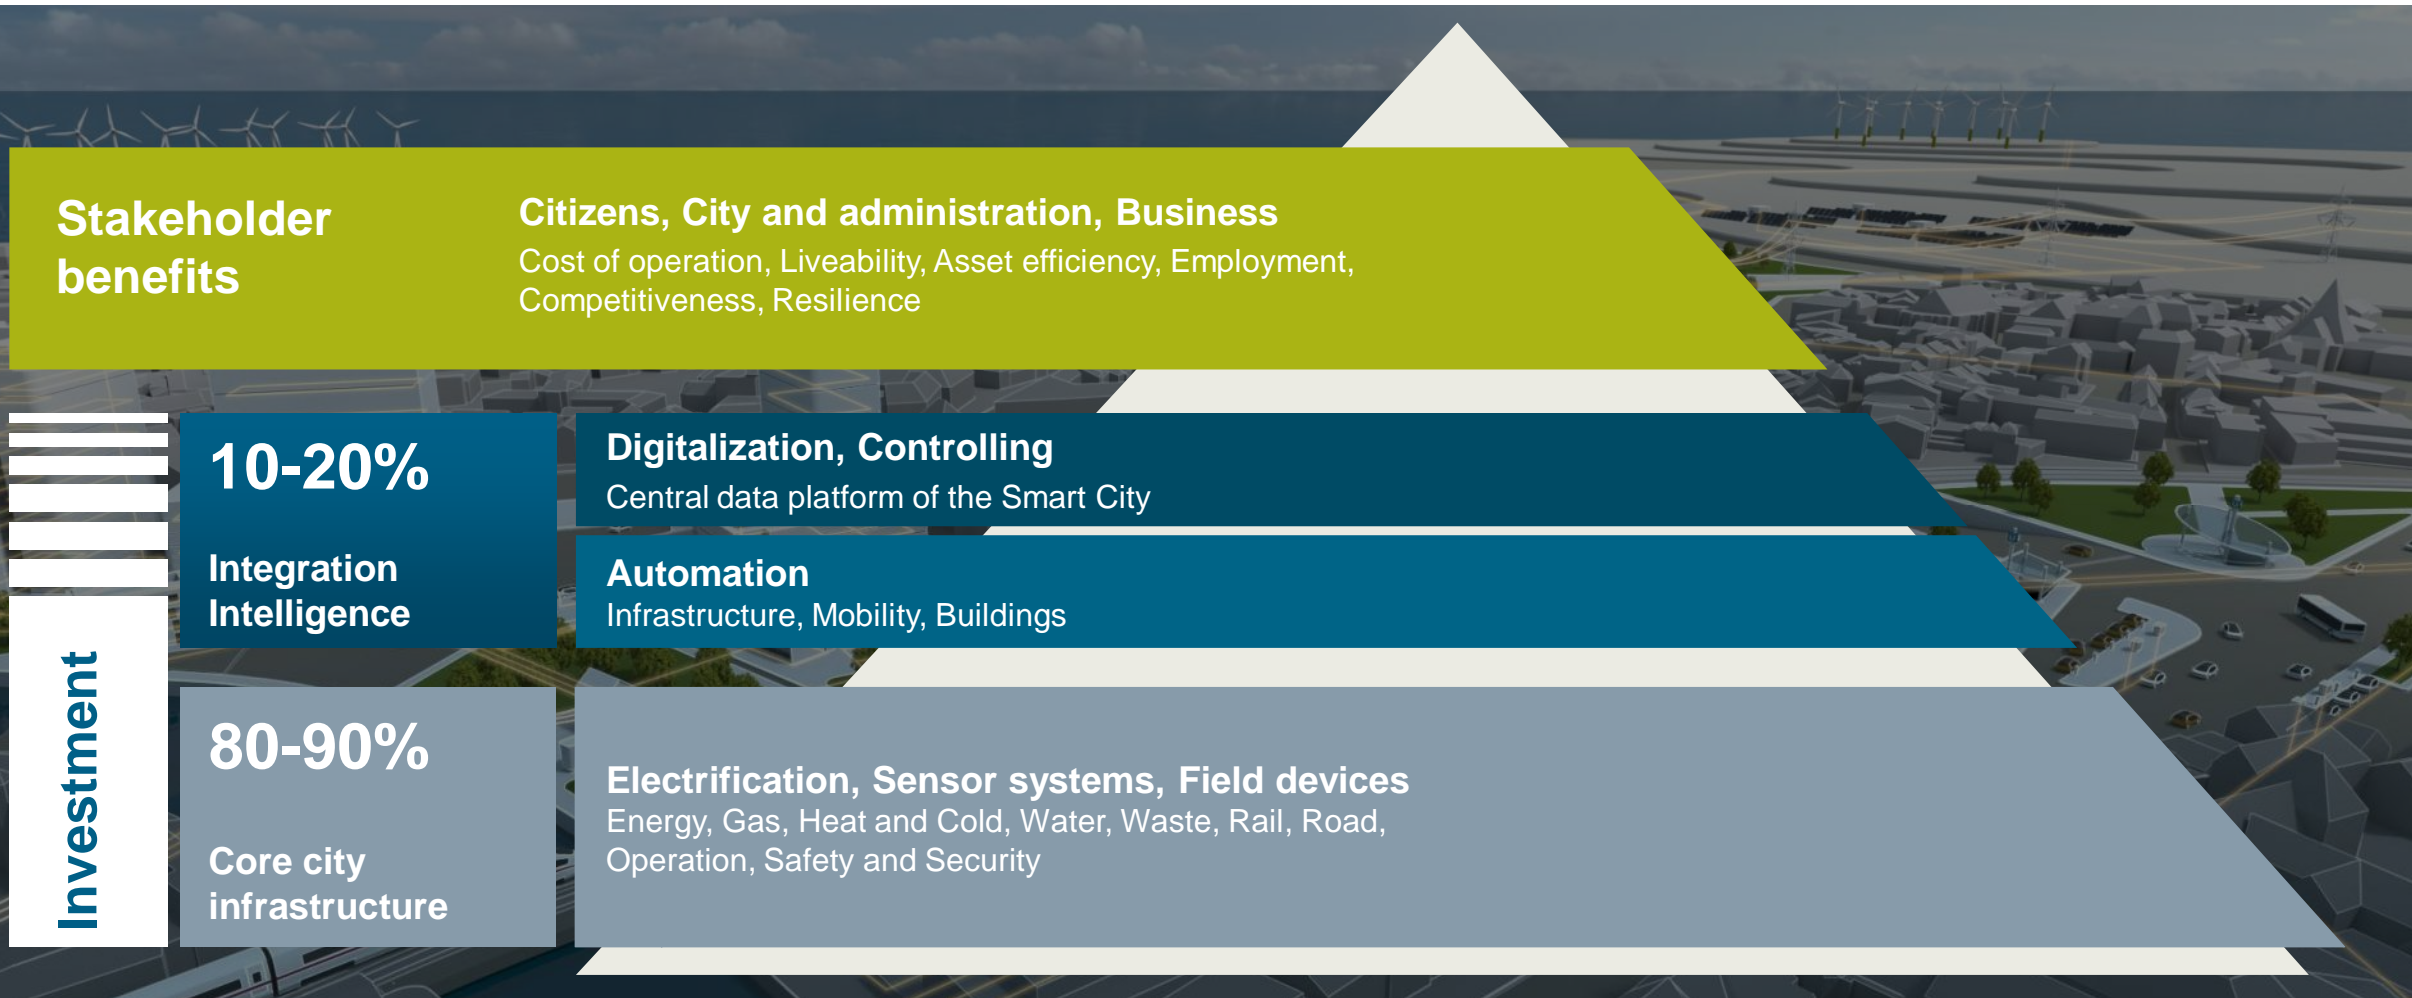 Stakeholder
benefits
Citizens, City and administration, Business
Cost of operation, Liveability, Asset efficiency, Employment,
Competitiveness, Resilience
Investment
10-20%
Integration
Intelligence
Digitalization, Controlling
Central data platform of the Smart City
Automation
Infrastructure, Mobility, Buildings
80-90%
Core city
infrastructure
Electrification, Sensor systems, Field devices
Energy, Gas, Heat and Cold, Water, Waste, Rail, Road,
Operation, Safety and Security